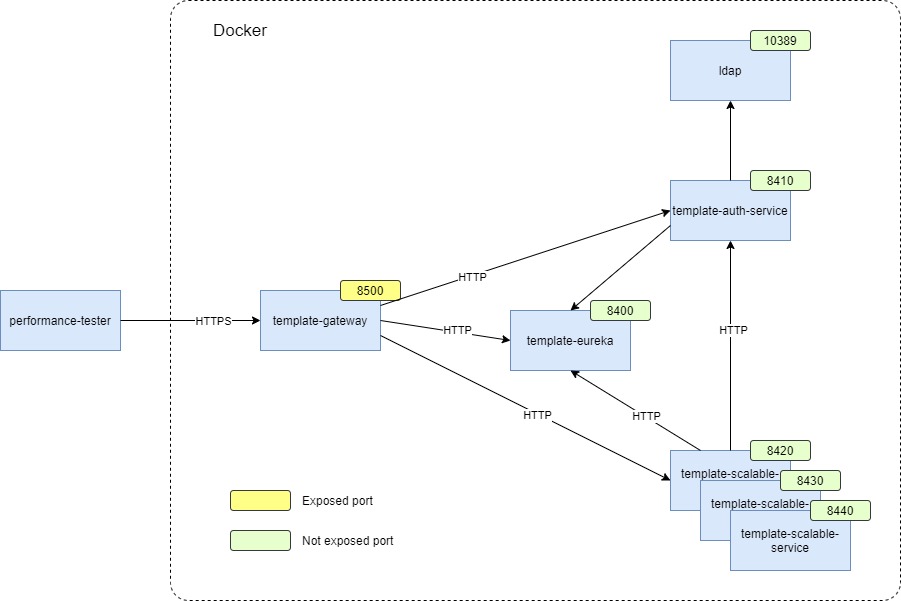 Docker
10389
ldap
8410
template-auth-service
HTTP
8500
8400
performance-tester
HTTPS
template-gateway
HTTP
HTTP
template-eureka
HTTP
HTTP
8420
template-scalable-
8430
template-scalable-
8440
template-scalable-
service
Exposed port
Not exposed port